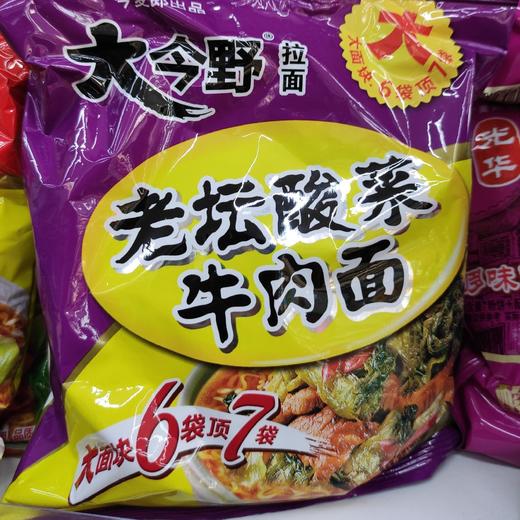 今麦郎出品
大今野
拉面
大
大面块6袋顶7袋
老坛酸菜
牛肉面
大面块6袋顶7袋
光华